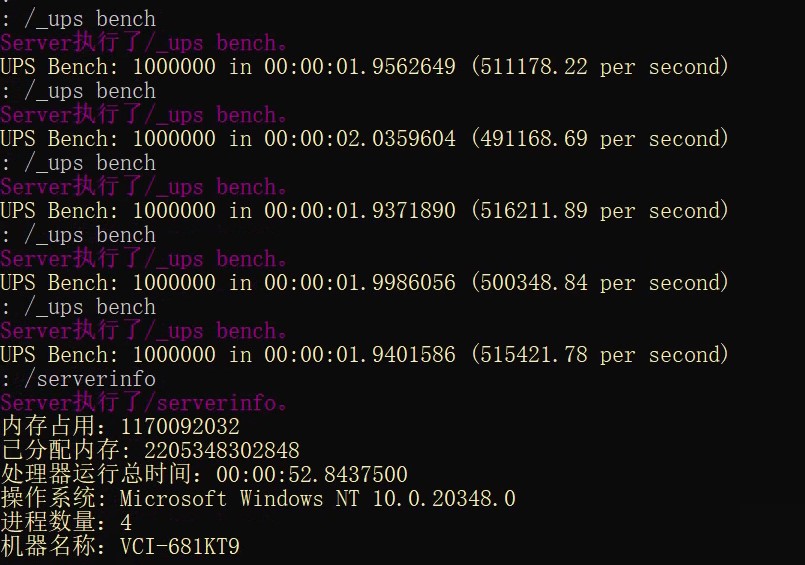 : /_ups bench
Server执行了/_ups bench。
UPS Bench: 1000000 in 00:00:01.9562649 (511178.22 per second)
: /_ups bench
Server执行了/_ups bench。
UPS Bench: 1000000 in 00:00:02.0359604 (491168.69 per second)
: /_ups bench
Server执行了/_ups bench。
UPS Bench: 1000000 in 00:00:01.9371890 (516211.89 per second)
: /_ups bench
Server执行了/_ups bench。
UPS Bench: 1000000 in 00:00:01.9986056 (500348.84 per second)
: /_ups bench
Server执行了/_ups bench。
UPS Bench: 1000000 in 00:00:01.9401586 (515421.78 per second)
: /serverinfo
Server执行了/serverinfo。
内存占用: 1170092032
已分配内存: 2205348302848
处理器运行总时间: 00:00:52.8437500
操作系统: Microsoft Windows NT 10.0.20348.0
进程数量: 4
机器名称: VCI-681KT9